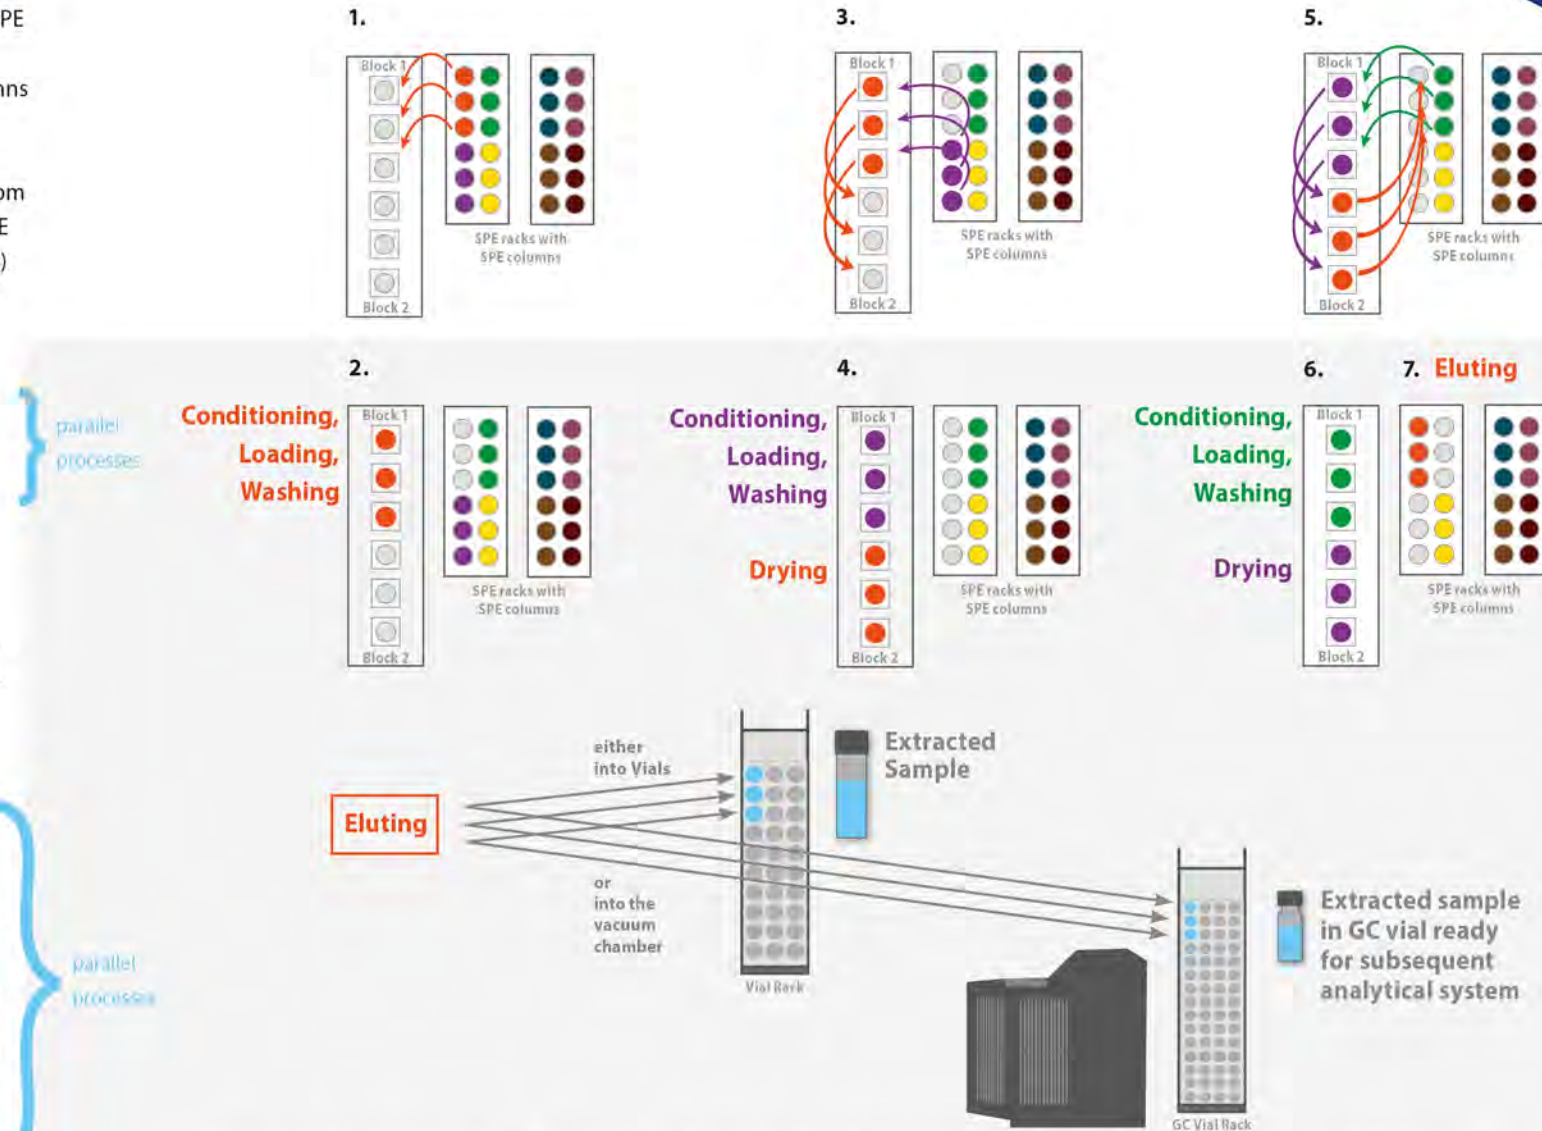 PE
nns
om
E
)
1.
Block 1
Block 2
SPE racks with
SPE columns
3.
Block 1
Block 2
SPE racks with
SPE columns
5.
Block 1
Block 2
SPE racks with
SPE columns
parallel
processes
2.
Conditioning,
Loading,
Washing
Block 1
Block 2
SPE racks with
SPE columns
4.
Conditioning,
Loading,
Washing
Drying
Block 1
Block 2
SPE racks with
SPE columns
6.
7. Eluting
Conditioning,
Loading,
Washing
Drying
Block 1
Block 2
SPE racks with
SPE columns
Eluting
either
into Vials
or
into the
vacuum
chamber
Vial Rack
Extracted
Sample
GC Vial Rack
Extracted sample
in GC vial ready
for subsequent
analytical system
parallel
processes